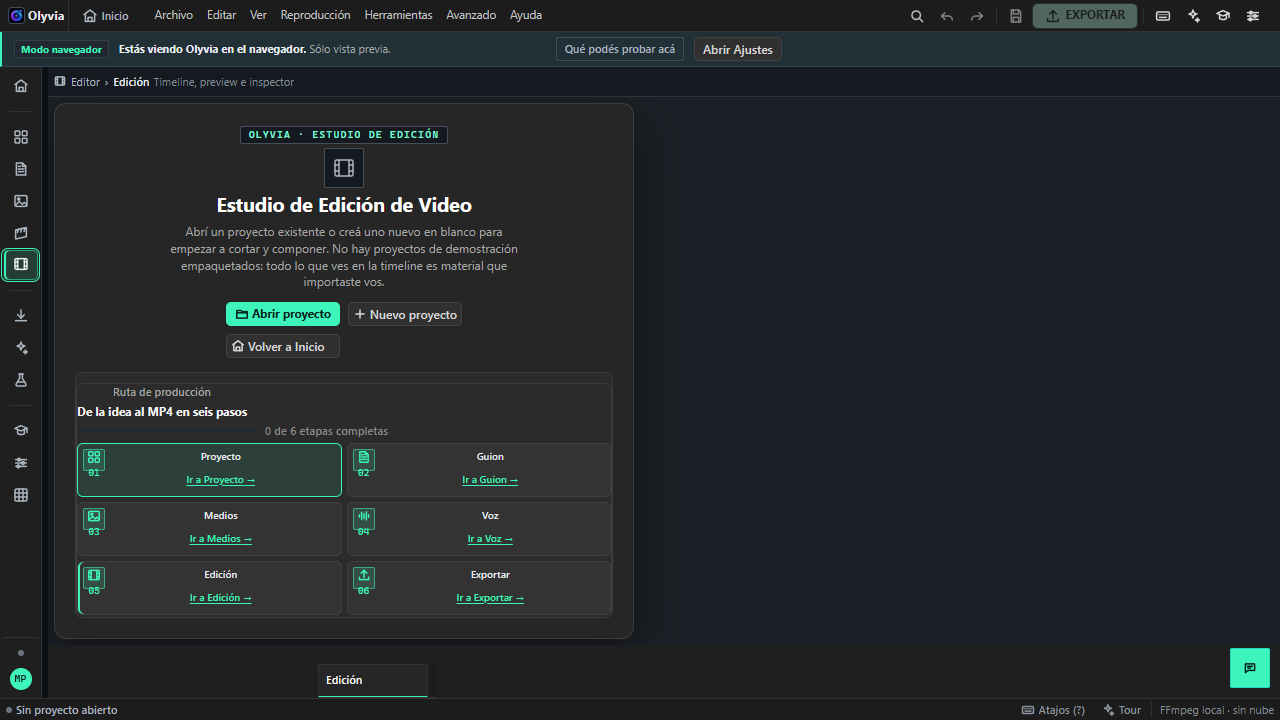 Olyvia
Inicio
Archivo Editar Ver Reproducción Herramientas Avanzado Ayuda
EXPORTAR
Modo navegador Estás viendo Olyvia en el navegador. Sólo vista previa.
Qué podés probar acá
Abrir Ajustes
Editor › Edición Timeline, preview e inspector
OLYVIA · ESTUDIO DE EDICIÓN
Estudio de Edición de Video
Abrí un proyecto existente o creá uno nuevo en blanco para
empezar a cortar y componer. No hay proyectos de demostración
empaquetados: todo lo que ves en la timeline es material que
importaste vos.
Abrir proyecto
Nuevo proyecto
Volver a Inicio
Ruta de producción
De la idea al MP4 en seis pasos
0 de 6 etapas completas
01
Proyecto
Ir a Proyecto →
02
Guion
Ir a Guion →
03
Medios
Ir a Medios →
04
Voz
Ir a Voz →
05
Edición
Ir a Edición →
06
Exportar
Ir a Exportar →
Edición
MP
Sin proyecto abierto
Atajos (?)
Tour
FFmpeg local · sin nube